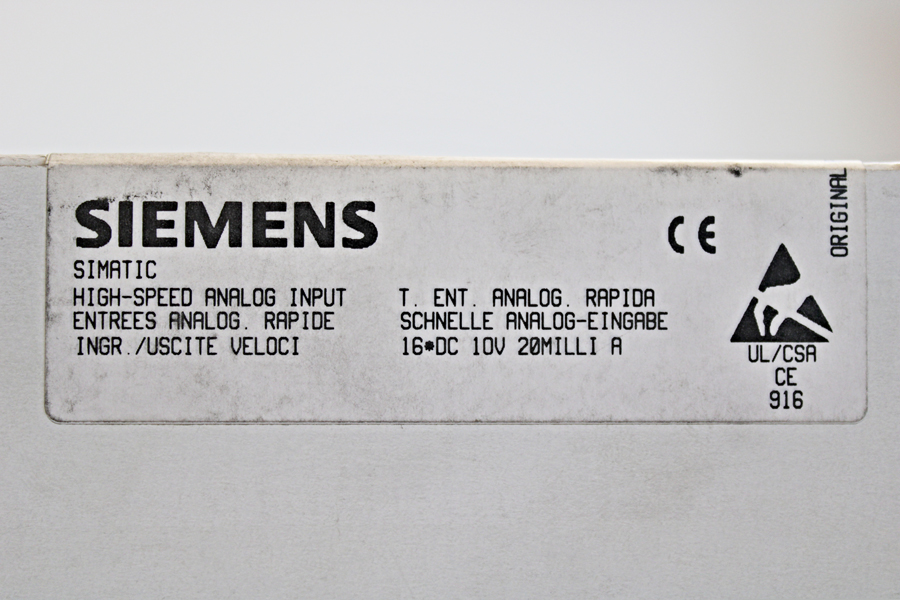 SIEMENS
SIMATIC
HIGH-SPEED ANALOG INPUT
ENTREES ANALOG. RAPIDE
INGR./USCITE VELOCI
T. ENT. ANALOG. RAPIDA
SCHNELLE ANALOG-EINGABE
16*DC 10V 20MILLI A
CE
ORIGINAL
UL/CSA
CE
916